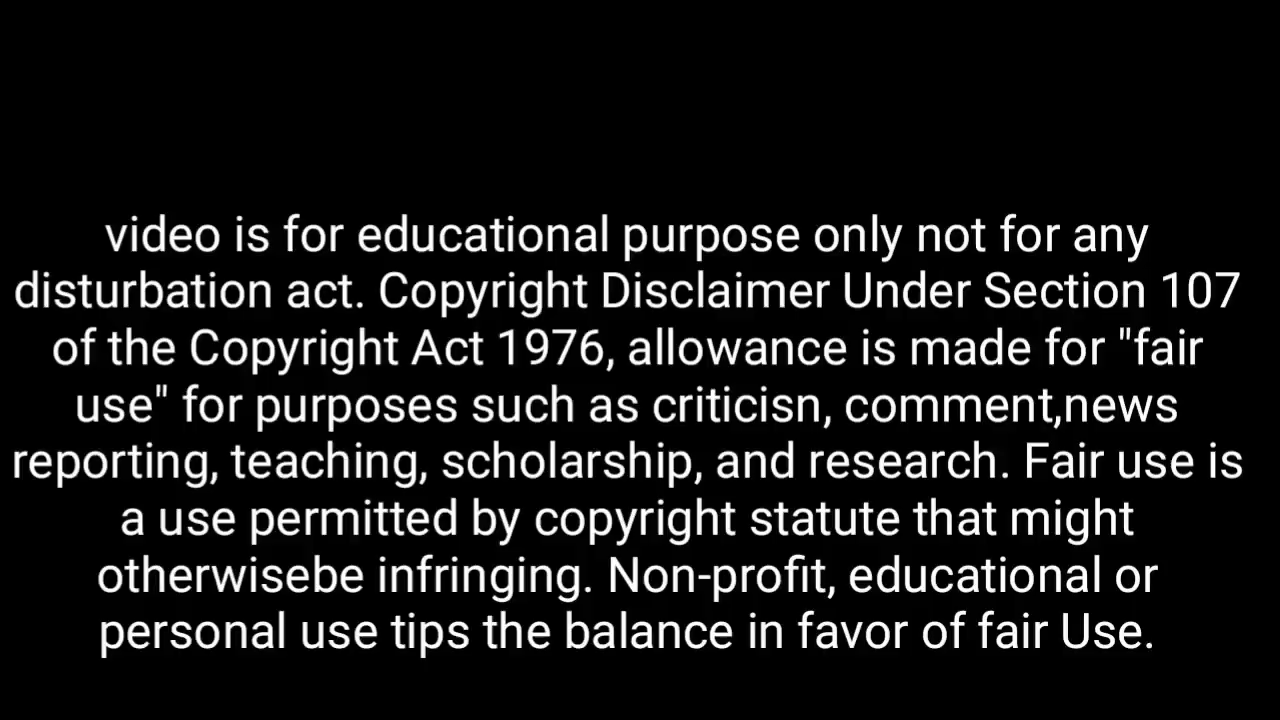 video is for educational purpose only not for any
disturbation act. Copyright Disclaimer Under Section 107
of the Copyright Act 1976, allowance is made for "fair
use" for purposes such as criticisn, comment,news
reporting, teaching, scholarship, and research. Fair use is
a use permitted by copyright statute that might
otherwisebe infringing. Non-profit, educational or
personal use tips the balance in favor of fair Use.